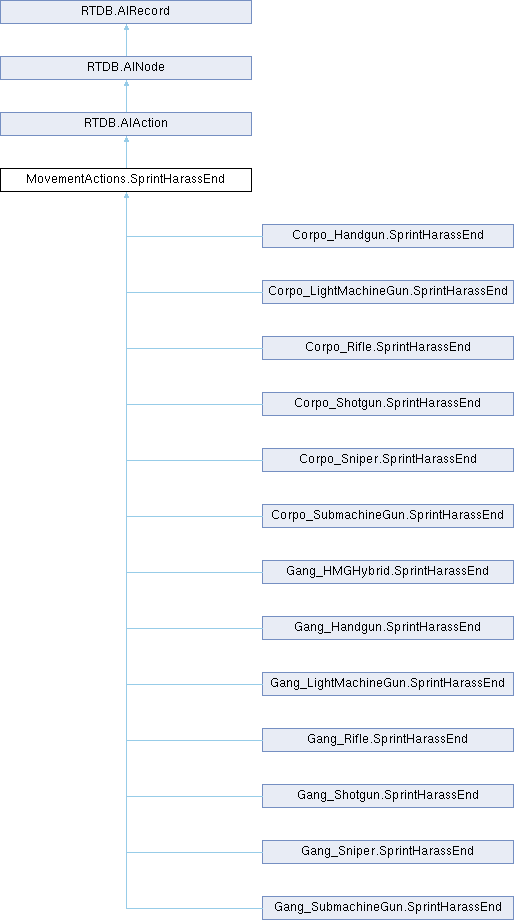 RTDB.AIRecord
RTDB.AINode
RTDB.AIAction
MovementActions.SprintHarassEnd
Corpo_Handgun.SprintHarassEnd
Corpo_LightMachineGun.SprintHarassEnd
Corpo_Rifle.SprintHarassEnd
Corpo_Shotgun.SprintHarassEnd
Corpo_Sniper.SprintHarassEnd
Corpo_SubmachineGun.SprintHarassEnd
Gang_HMGHybrid.SprintHarassEnd
Gang_Handgun.SprintHarassEnd
Gang_LightMachineGun.SprintHarassEnd
Gang_Rifle.SprintHarassEnd
Gang_Shotgun.SprintHarassEnd
Gang_Sniper.SprintHarassEnd
Gang_SubmachineGun.SprintHarassEnd